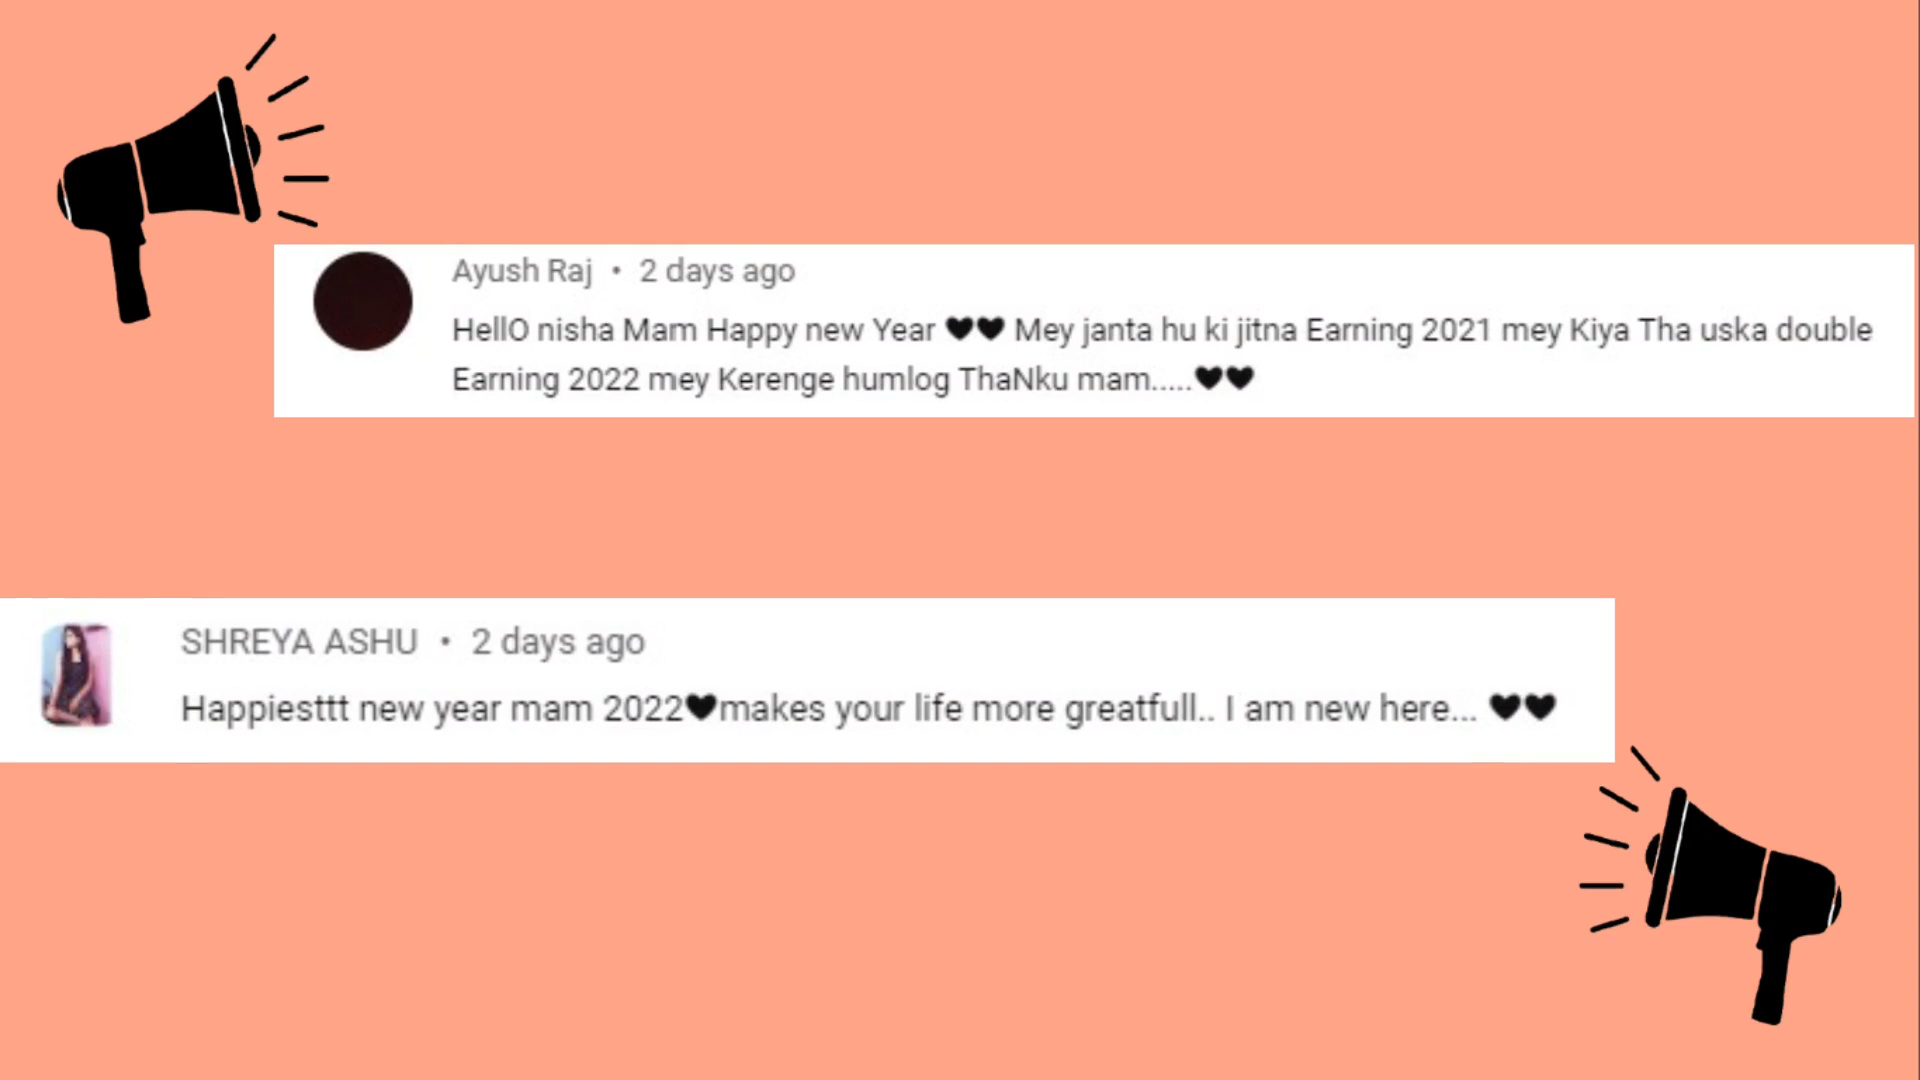 Ayush Raj • 2 days ago
HellO nisha Mam Happy new Year 🖤🖤 Mey janta hu ki jitna Earning 2021 mey Kiya Tha uska double
Earning 2022 mey Kerenge humlog ThaNku mam.....🖤🖤
SHREYA ASHU • 2 days ago
Happiesttt new year mam 2022🖤makes your life more greatfull.. I am new here... 🖤🖤